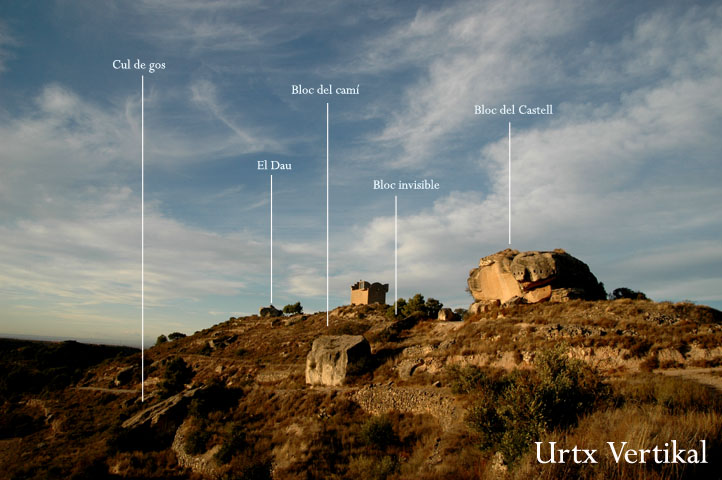 Cul de gos
Bloc del camí
Bloc del Castell
El Dau
Bloc invisible
Urtx Vertikal